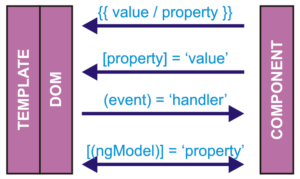 {{ value / property }}
[property] = ‘value’
(event) = ‘handler’
[(ngModel)] = ‘property’
TEMPLATE
DOM
COMPONENT